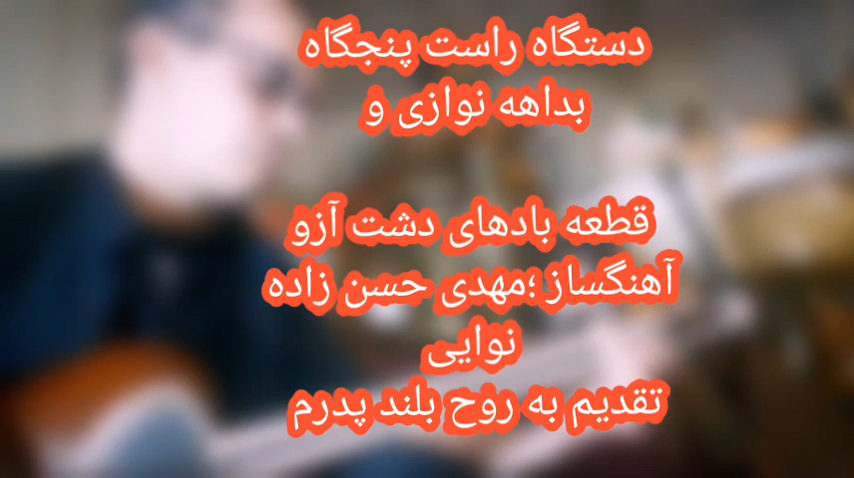 دستگاه راست پنجگاه
بداهه نوازی و
قطعه بادهای دشت آزو
آهنگساز ؛مهدی حسن زاده
نوایی
تقدیم به روح بلند پدرم